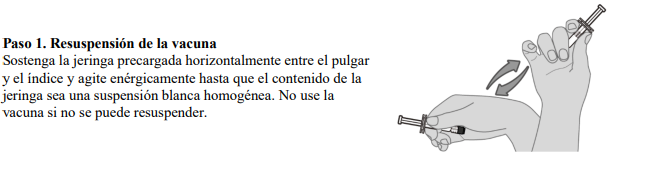 Paso 1. Resuspensión de la vacuna
Sostenga la jeringa precargada horizontalmente entre el pulgar
y el índice y agite enérgicamente hasta que el contenido de la
jeringa sea una suspensión blanca homogénea. No use la
vacuna si no se puede resuspender.